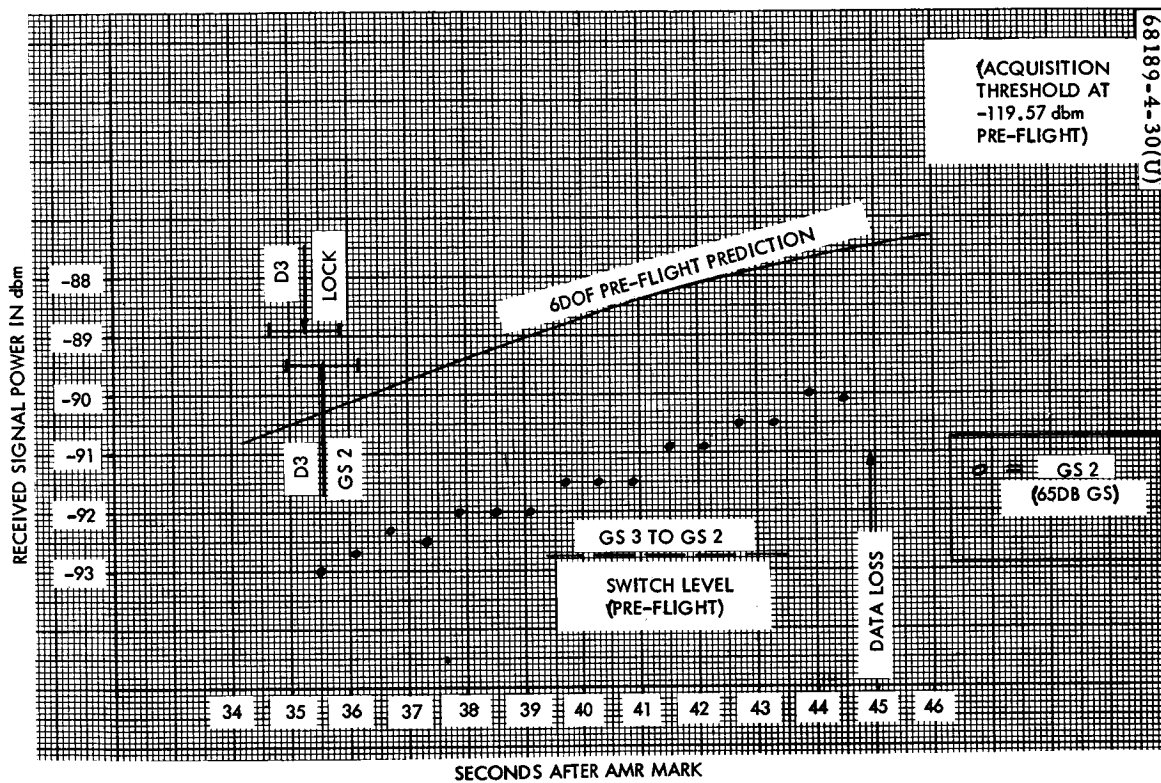 68189-4-30(U)
(ACQUISITION
THRESHOLD AT
-119.57 dbm
PRE-FLIGHT)
RECEIVED SIGNAL POWER IN dbm
-88
-89
-90
-91
-92
-93
D3
LOCK
D3
GS 2
6DOF PRE-FLIGHT PREDICTION
GS 3 TO GS 2
SWITCH LEVEL
(PRE-FLIGHT)
DATA LOSS
= GS 2
(65DB GS)
34 35 36 37 38 39 40 41 42 43 44 45 46
SECONDS AFTER AMR MARK